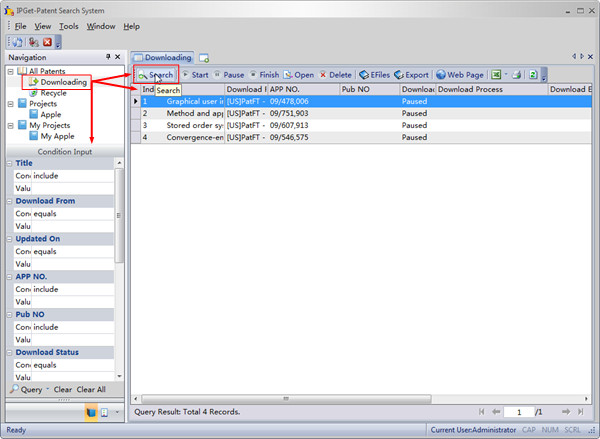 IPGet-Patent Search System
File View Tools Window Help
Navigation
All Patents
Downloading
Recycle
Projects
Apple
My Projects
My Apple
Condition Input
Title
Con include
Valu
Download From
Con equals
Valu
Updated On
Con equals
Valu
APP NO.
Con include
Valu
Pub NO
Con include
Valu
Download Status
Con equals
Valu
Query Clear Clear All
Downloading
Search Start Pause Finish Open Delete EFiles Export Web Page
Search
Ind Download F APP NO. Pub NO Downloa Download Process Download E
1 Graphical user in [US]PatFT - 09/478,006 Paused
2 Method and app [US]PatFT - 09/751,903 Paused
3 Stored order sy [US]PatFT - 09/607,913 Paused
4 Convergence-en [US]PatFT - 09/546,575 Paused
Query Result: Total 4 Records.
1 /1
Ready
Current User:Administrator CAP NUM SCRL